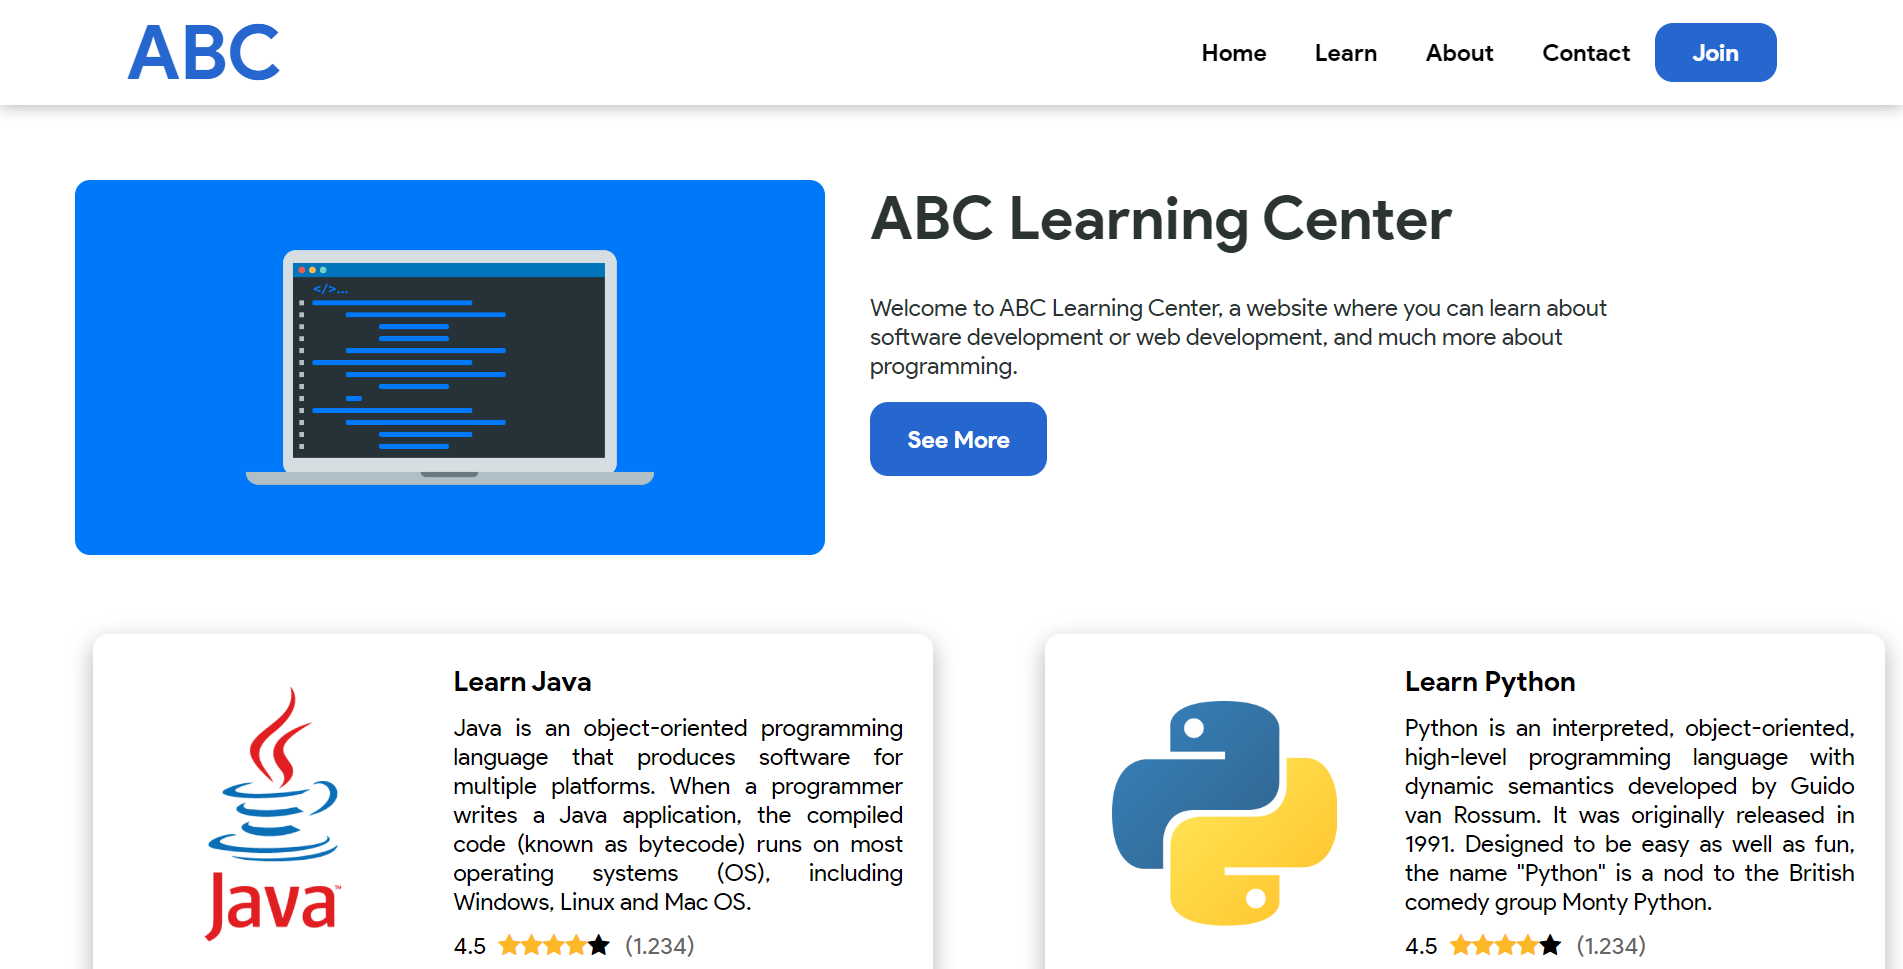 ABC
Home Learn About Contact Join
ABC Learning Center
</>...
Welcome to ABC Learning Center, a website where you can learn about
software development or web development, and much more about
programming.
See More
Learn Java
Java is an object-oriented programming
language that produces software for
multiple platforms. When a programmer
writes a Java application, the compiled
code (known as bytecode) runs on most
operating systems (OS), including
Windows, Linux and Mac OS.
4.5 (1.234)
Java™
Learn Python
Python is an interpreted, object-oriented,
high-level programming language with
dynamic semantics developed by Guido
van Rossum. It was originally released in
1991. Designed to be easy as well as fun,
the name "Python" is a nod to the British
comedy group Monty Python.
4.5 (1.234)